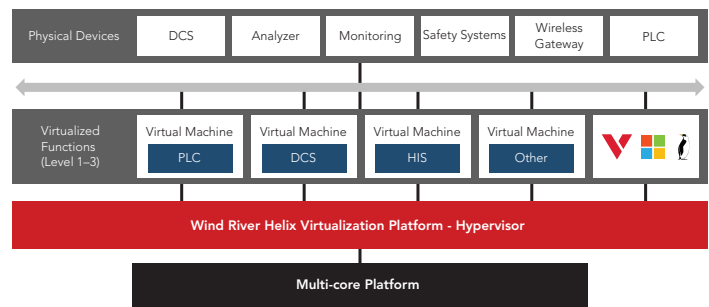 Physical Devices
DCS
Analyzer
Monitoring
Safety Systems
Wireless
Gateway
PLC
Virtualized
Functions
(Level 1–3)
Virtual Machine
PLC
Virtual Machine
DCS
Virtual Machine
HIS
Virtual Machine
Other
Wind River Helix Virtualization Platform - Hypervisor
Multi-core Platform